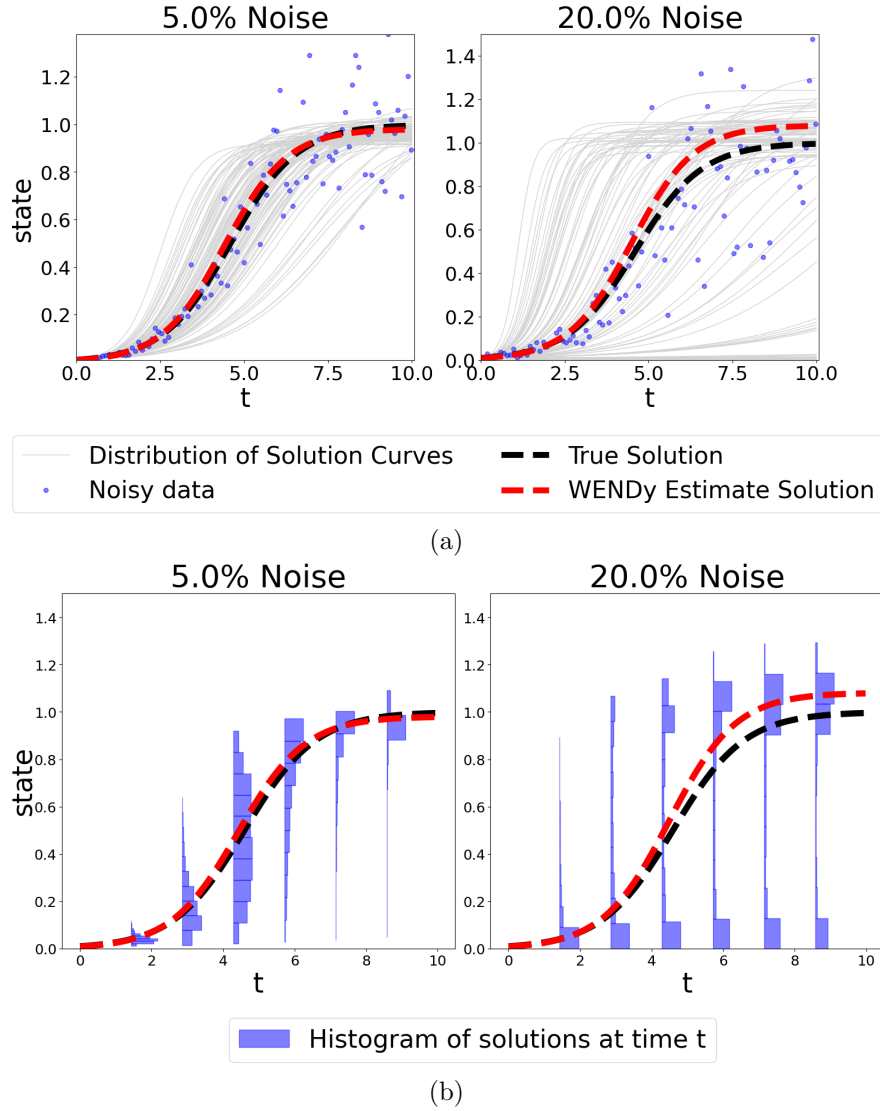 5.0% Noise 20.0% Noise
1.2
1.0
0.8
0.6
0.4
0.2
state
0.0 2.5 5.0 7.5 10.0
t
1.4
1.2
1.0
0.8
0.6
0.4
0.2
0.0
0.0 2.5 5.0 7.5 10.0
t
Distribution of Solution Curves
Noisy data
True Solution
WENDy Estimate Solution
(a)
5.0% Noise 20.0% Noise
1.4
1.2
1.0
0.8
0.6
0.4
0.2
0.0
state
0 2 4 6 8 10
t
1.4
1.2
1.0
0.8
0.6
0.4
0.2
0.0
0 2 4 6 8 10
t
Histogram of solutions at time t
(b)